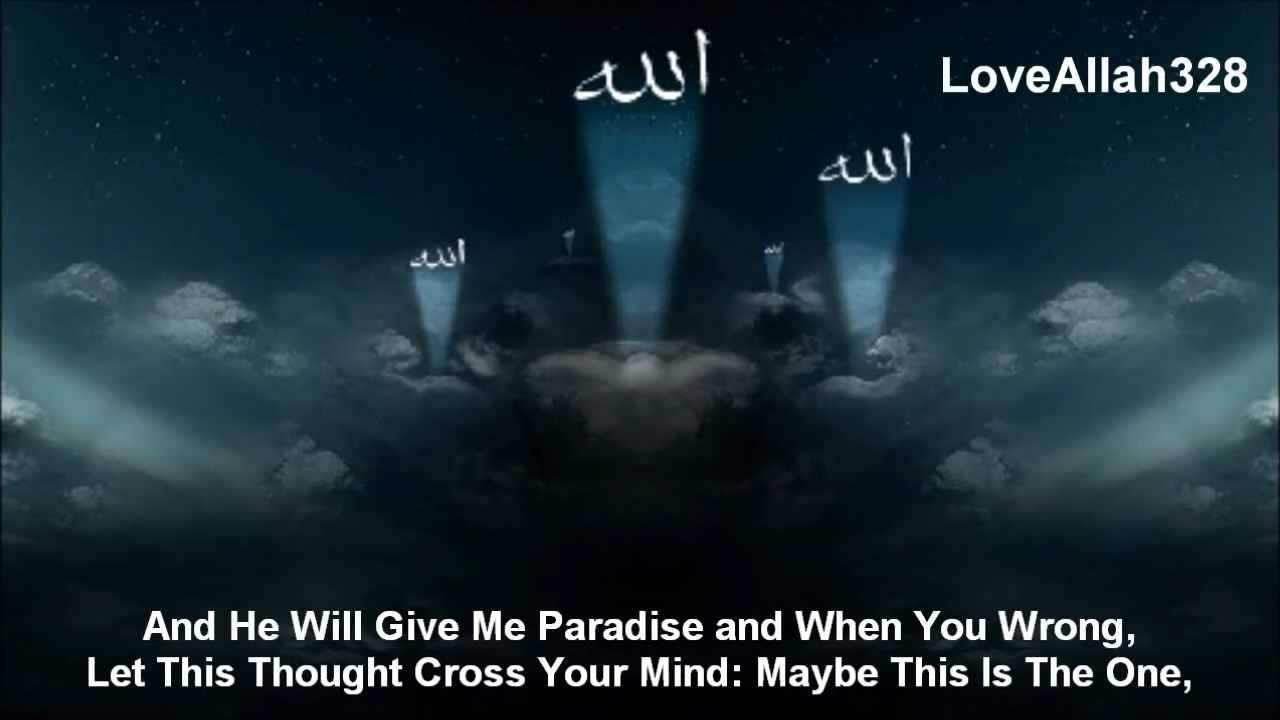 الله
LoveAllah328
الله
الله
الله
And He Will Give Me Paradise and When You Wrong,
Let This Thought Cross Your Mind: Maybe This Is The One,